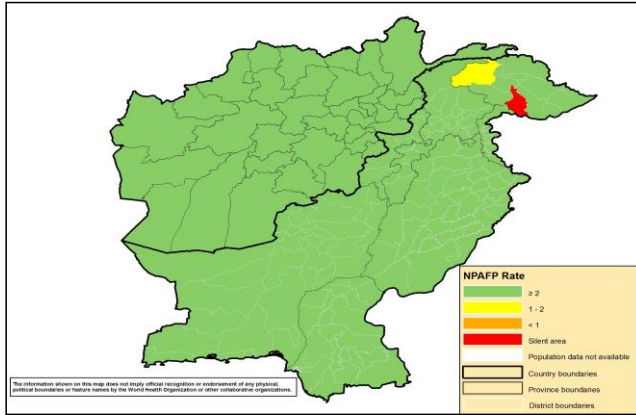 NPAFP Rate
≥ 2
1 - 2
< 1
Silent area
Population data not available
Country boundaries
Province boundaries
District boundaries
The information shown on this map does not imply official recognition or endorsement of any physical,
political boundaries or feature names by the World Health Organization or other collaborative organizations.